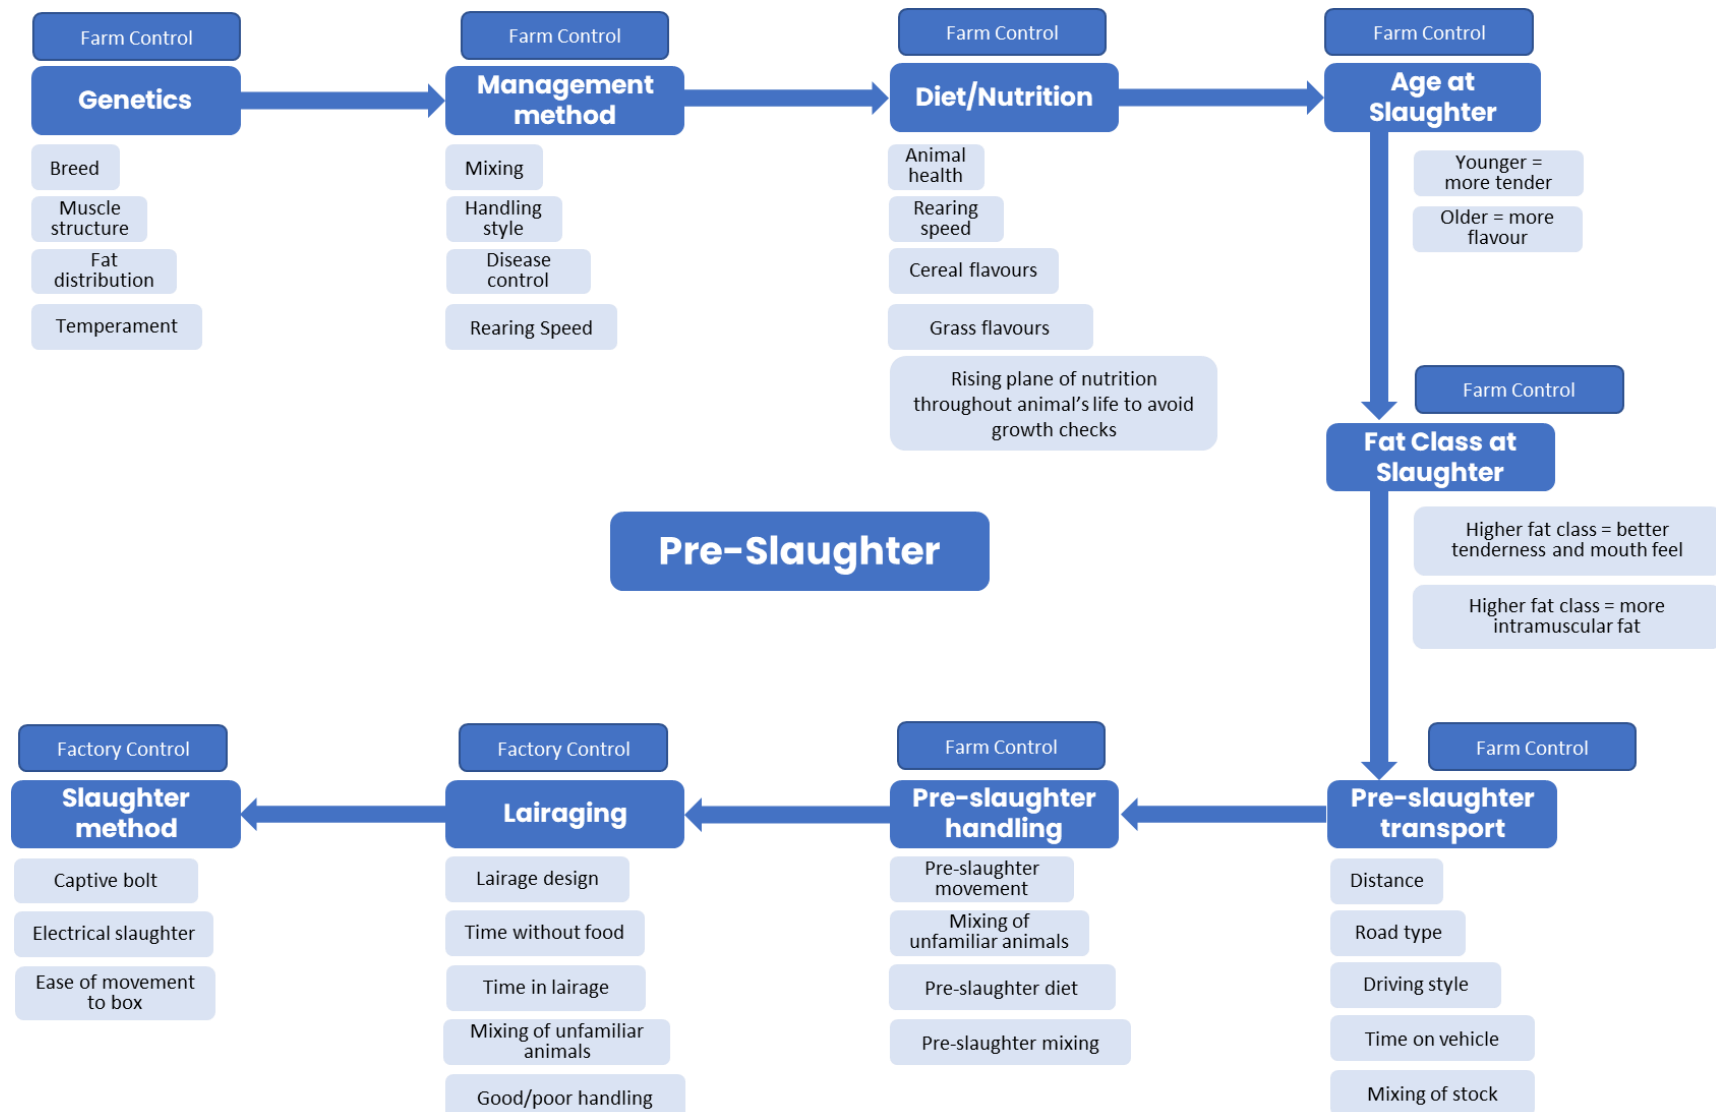 Farm Control
Genetics
Breed
Muscle
structure
Fat
distribution
Temperament
Farm Control
Management
method
Mixing
Handling
style
Disease
control
Rearing Speed
Farm Control
Diet/Nutrition
Animal
health
Rearing
speed
Cereal flavours
Grass flavours
Rising plane of nutrition
throughout animal's life to avoid
growth checks
Farm Control
Age at
Slaughter
Younger =
more tender
Older = more
flavour
Farm Control
Fat Class at
Slaughter
Higher fat class = better
tenderness and mouth feel
Higher fat class = more
intramuscular fat
Pre-Slaughter
Farm Control
Pre-slaughter
transport
Distance
Road type
Driving style
Time on vehicle
Mixing of stock
Farm Control
Pre-slaughter
handling
Pre-slaughter
movement
Mixing of
unfamiliar animals
Pre-slaughter diet
Pre-slaughter mixing
Factory Control
Lairaging
Lairage design
Time without food
Time in lairage
Mixing of unfamiliar
animals
Good/poor handling
Factory Control
Slaughter
method
Captive bolt
Electrical slaughter
Ease of movement
to box